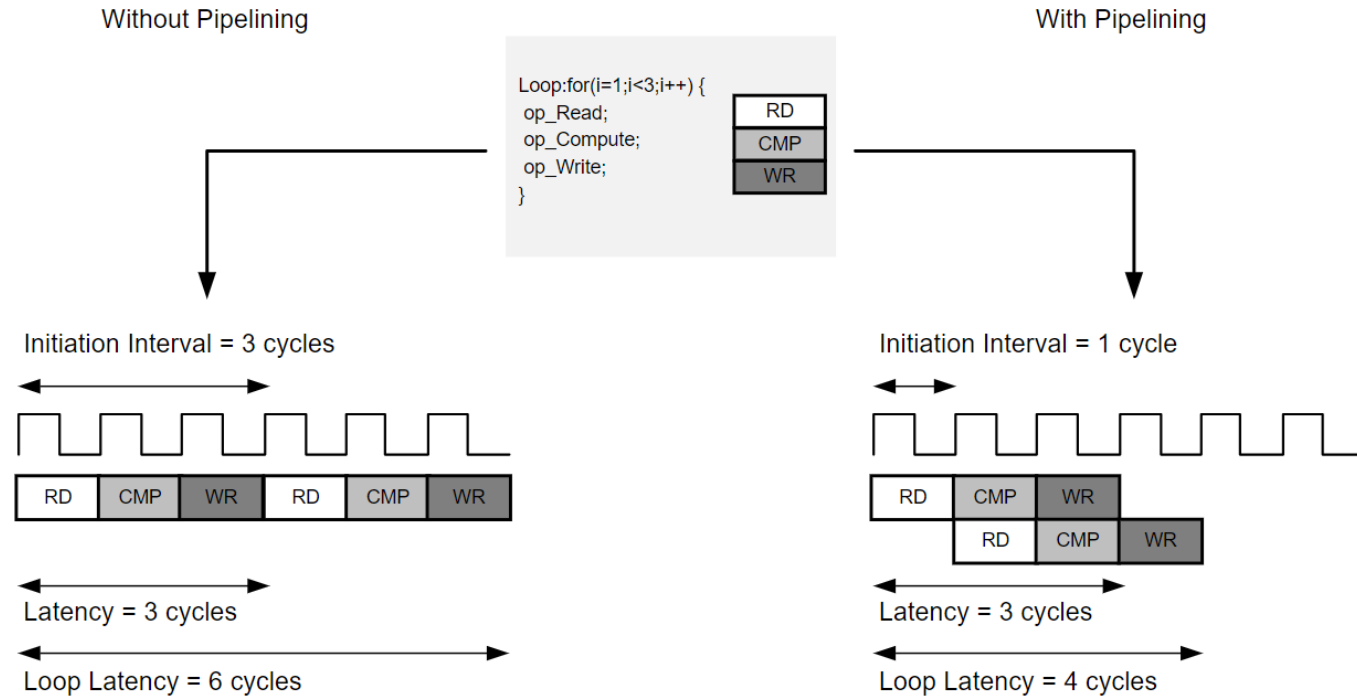 Without Pipelining
With Pipelining
Loop:for(i=1;i<3;i++) {
op_Read;
op_Compute;
op_Write;
}
RD
CMP
WR
Initiation Interval = 3 cycles
RD CMP WR RD CMP WR
Latency = 3 cycles
Loop Latency = 6 cycles
Initiation Interval = 1 cycle
RD CMP WR
RD CMP WR
Latency = 3 cycles
Loop Latency = 4 cycles